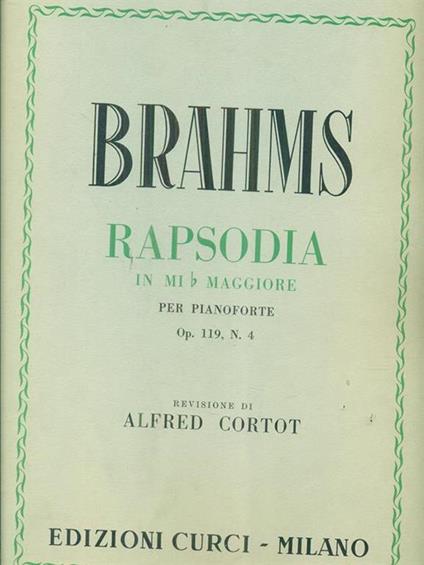 BRAHMS
RAPSODIA
IN MI ♭ MAGGIORE
PER PIANOFORTE
Op. 119, N. 4
REVISIONE DI
ALFRED CORTOT
EDIZIONI CURCI - MILANO